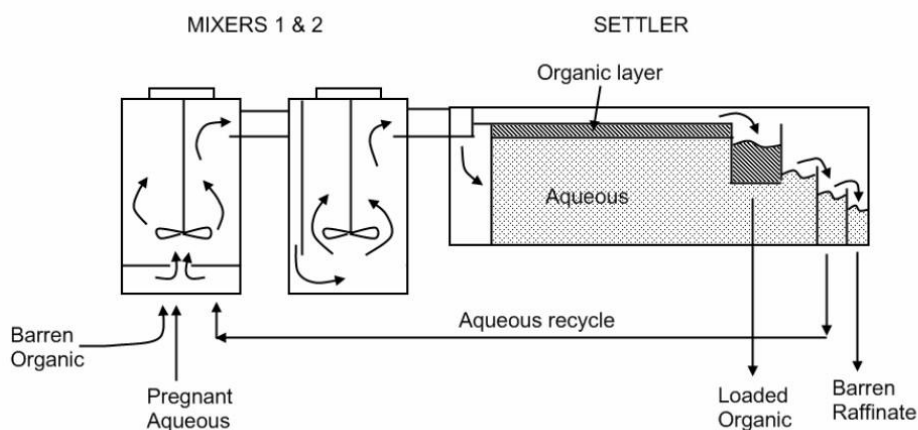 MIXERS 1 & 2
SETTLER
Organic layer
Aqueous
Aqueous recycle
Barren
Organic
Pregnant
Aqueous
Loaded
Organic
Barren
Raffinate